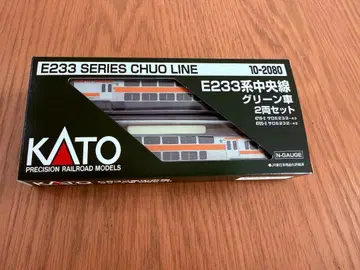 E233 SERIES CHUO LINE
10-2080
E233系中央線
グリーン車
2両セット
KATO
PRECISION RAILROAD MODELS
N-GAUGE